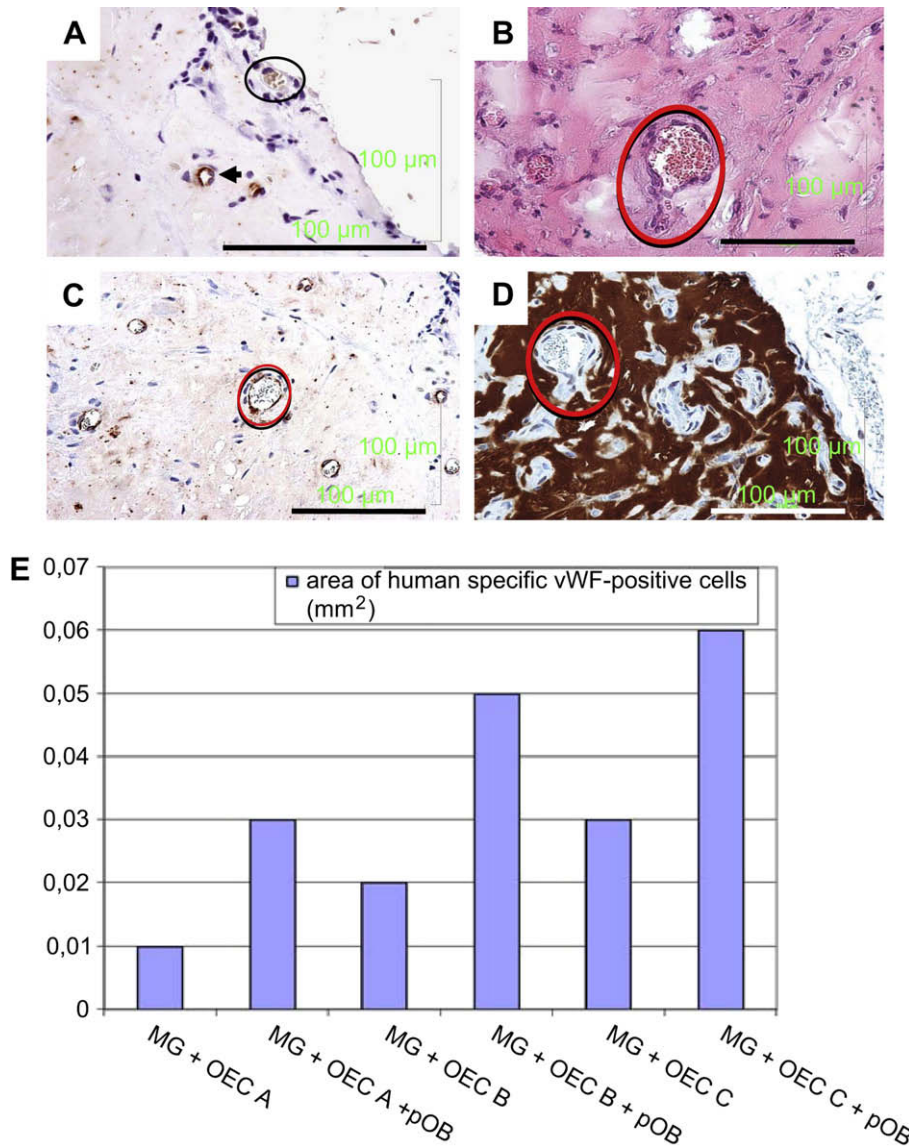 A
B
100 µm
100 µm
100 µm
C
D
100 µm
100 µm
100 µm
100 µm
E
0,07
0,06
0,05
0,04
0,03
0,02
0,01
0
area of human specific vWF-positive cells
(mm²)
MG + OEC A
MG + OEC A +pOB
MG + OEC B
MG + OEC B + pOB
MG + OEC C
MG + OEC C + pOB